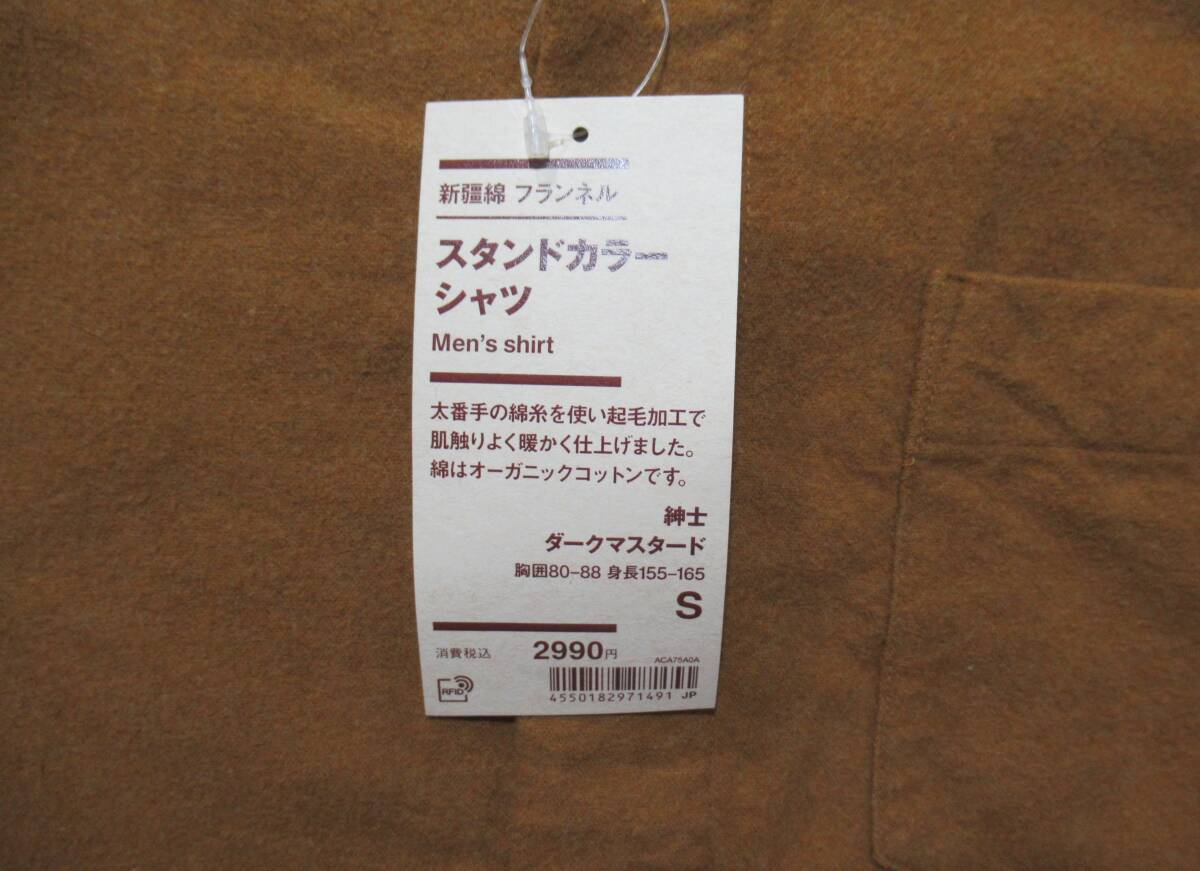 新疆綿 フランネル
スタンドカラー
シャツ
Men's shirt
太番手の綿糸を使い起毛加工で
肌触りよく暖かく仕上げました。
綿はオーガニックコットンです。
紳士
ダークマスタード
胸囲80–88 身長155–165
S
消費税込 2990円
ACA75A0A
RFID
4550182971491 JP